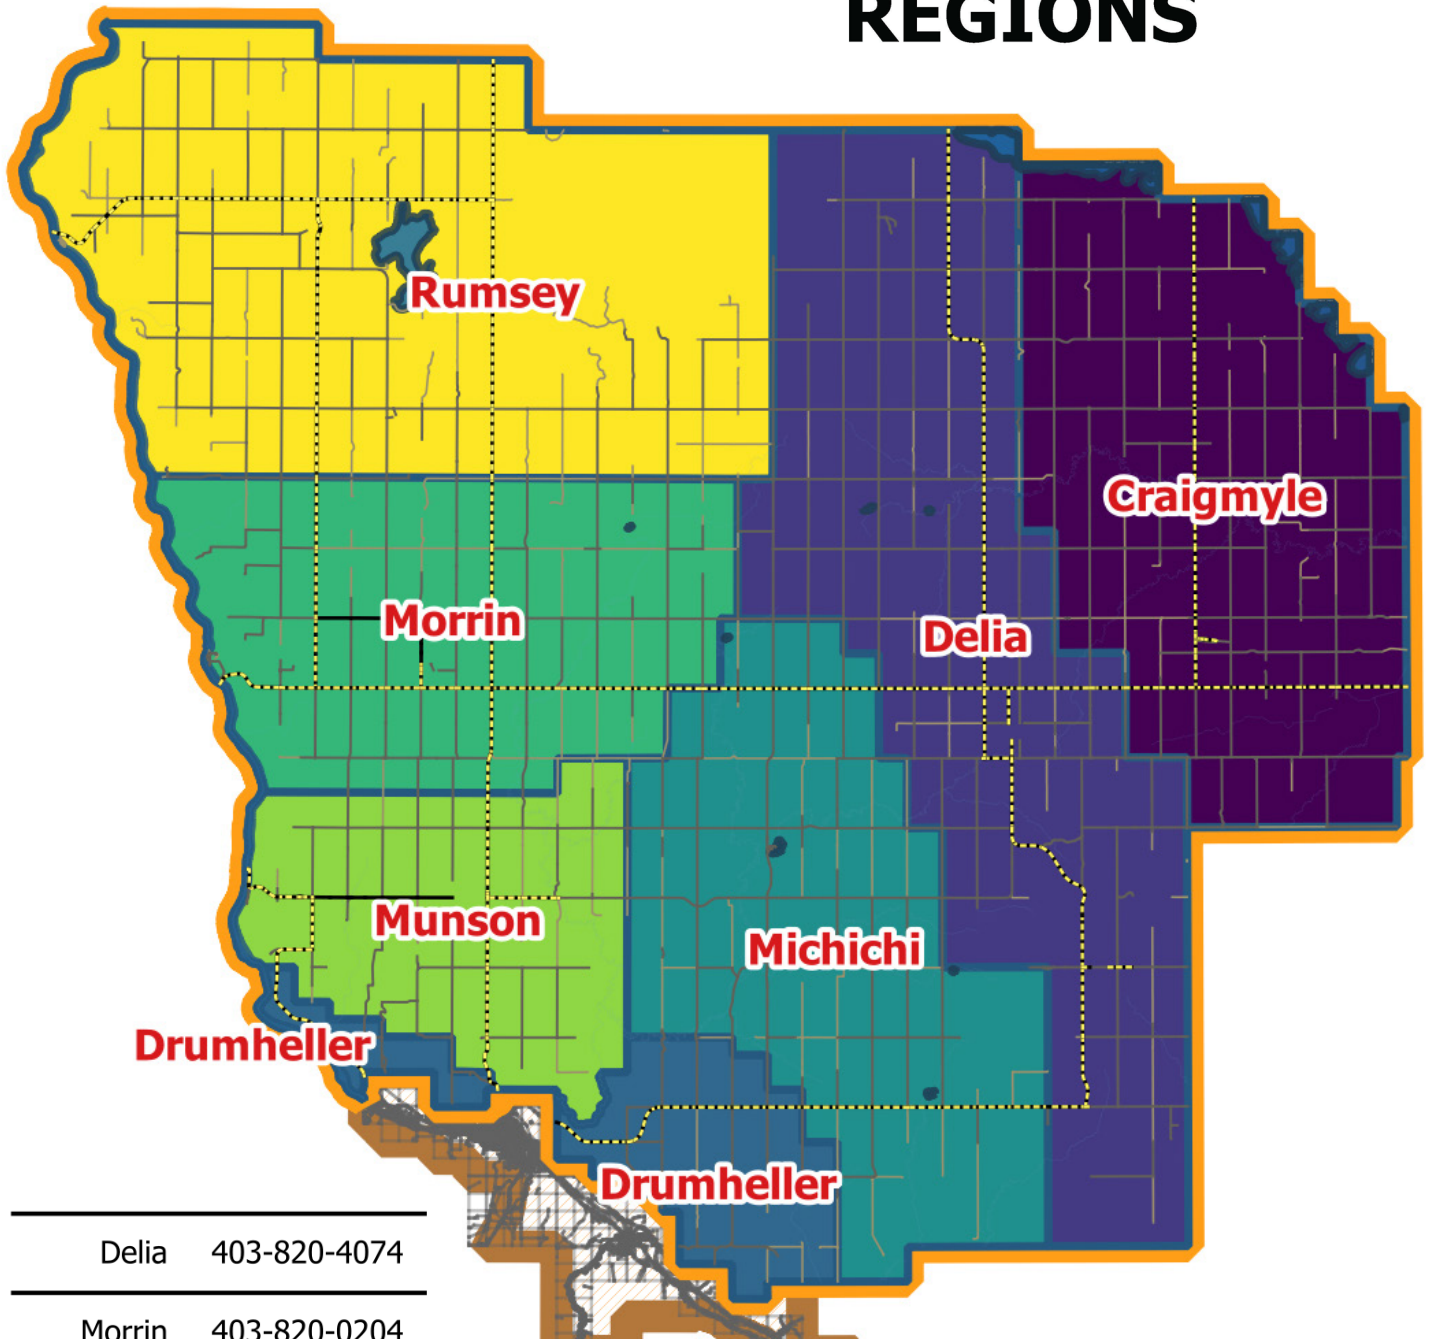 REGIONS
Rumsey
Craigmyle
Morrin
Delia
Munson
Michichi
Drumheller
Drumheller
Delia 403-820-4074
Morrin 403-820-0204